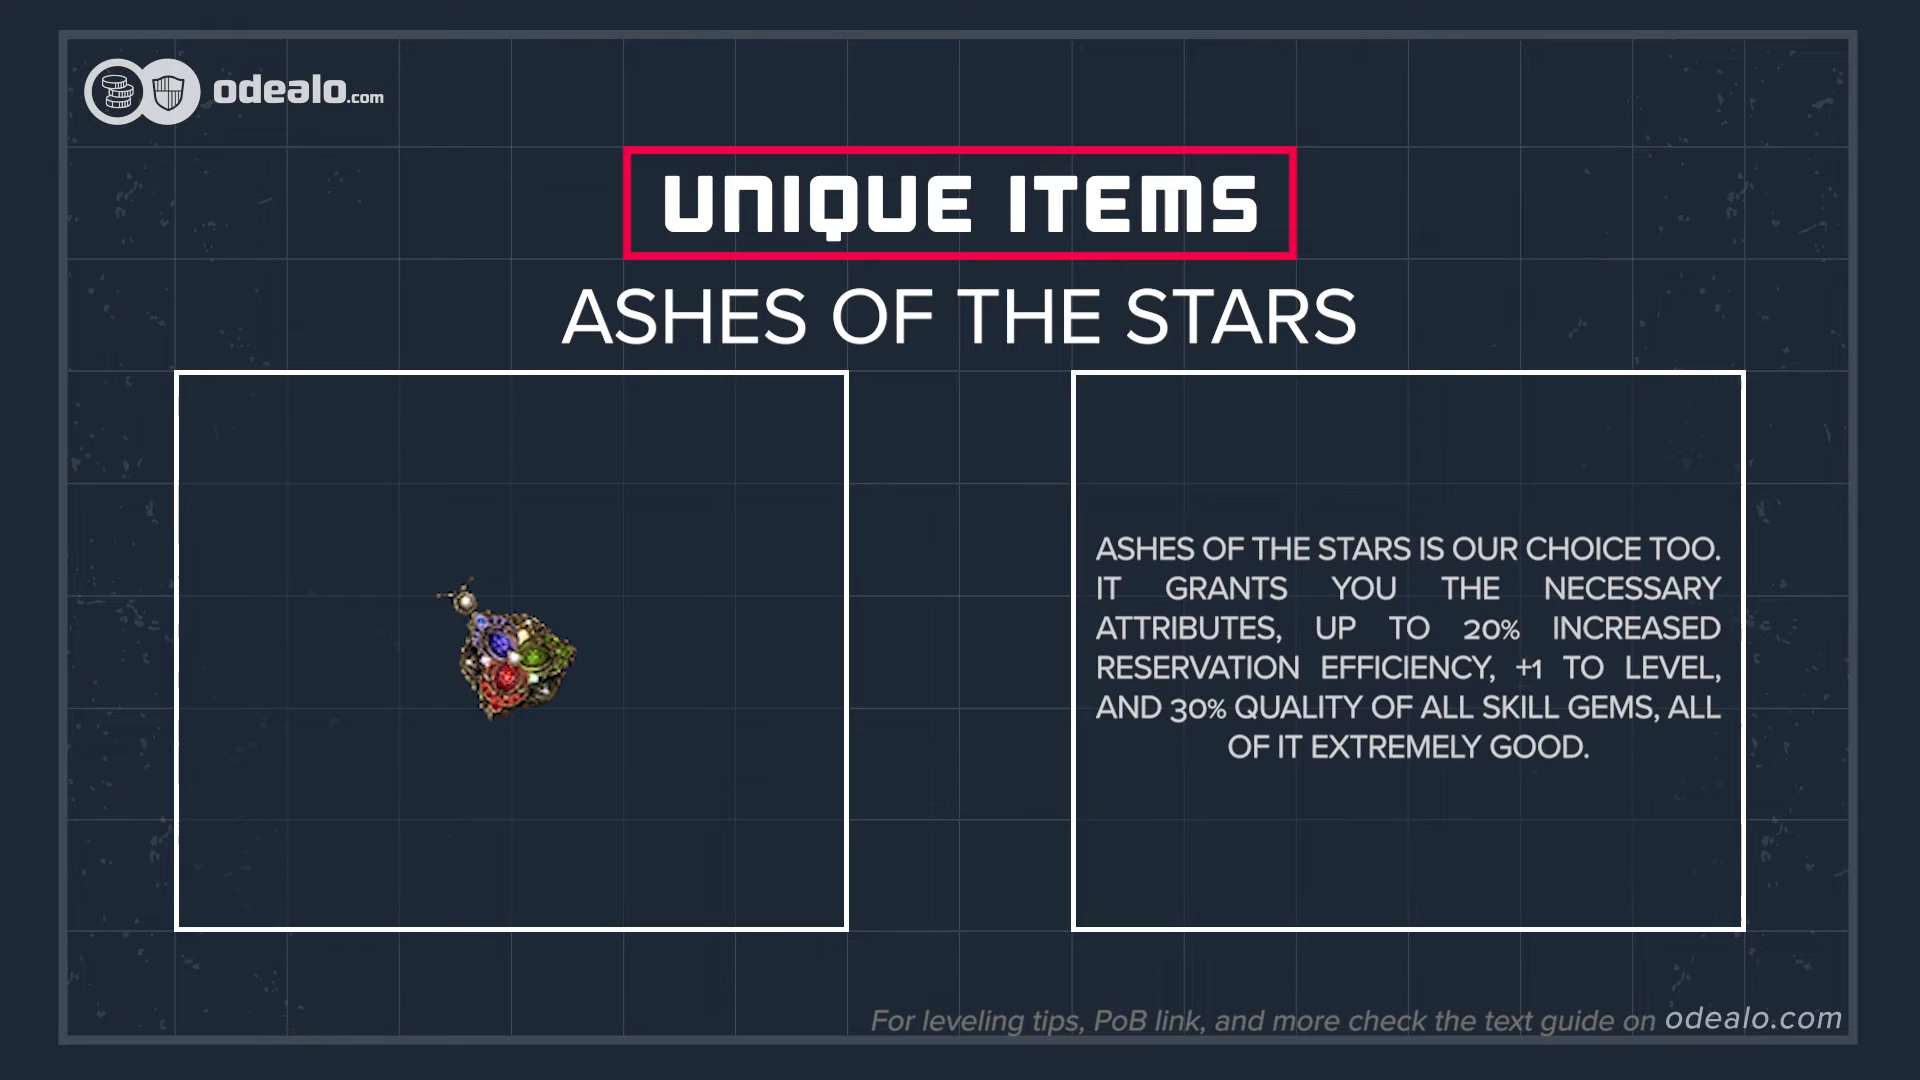 odealo.com
UNIQUE ITEMS
ASHES OF THE STARS
ASHES OF THE STARS IS OUR CHOICE TOO.
IT GRANTS YOU THE NECESSARY
ATTRIBUTES, UP TO 20% INCREASED
RESERVATION EFFICIENCY, +1 TO LEVEL,
AND 30% QUALITY OF ALL SKILL GEMS, ALL
OF IT EXTREMELY GOOD.
For leveling tips, PoB link, and more check the text guide on odealo.com